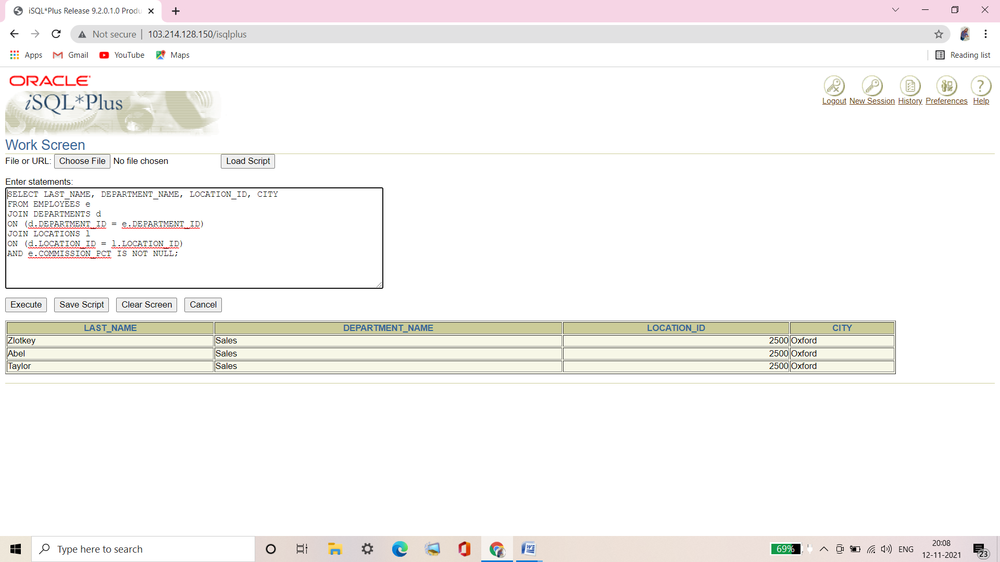 iSQL*Plus Release 9.2.0.1.0 Produ
Not secure | 103.214.128.150/isqlplus
Apps Gmail YouTube Maps Reading list
ORACLE
iSQL*Plus
Logout New Session History Preferences Help
Work Screen
File or URL: Choose File No file chosen Load Script
Enter statements:
SELECT LAST_NAME, DEPARTMENT_NAME, LOCATION_ID, CITY
FROM EMPLOYEES e
JOIN DEPARTMENTS d
ON (d.DEPARTMENT_ID = e.DEPARTMENT_ID)
JOIN LOCATIONS l
ON (d.LOCATION_ID = l.LOCATION_ID)
AND e.COMMISSION_PCT IS NOT NULL;
Execute Save Script Clear Screen Cancel
LAST_NAME DEPARTMENT_NAME LOCATION_ID CITY
Zlotkey Sales 2500 Oxford
Abel Sales 2500 Oxford
Taylor Sales 2500 Oxford
Type here to search
69% ENG
20:08
12-11-2021
23